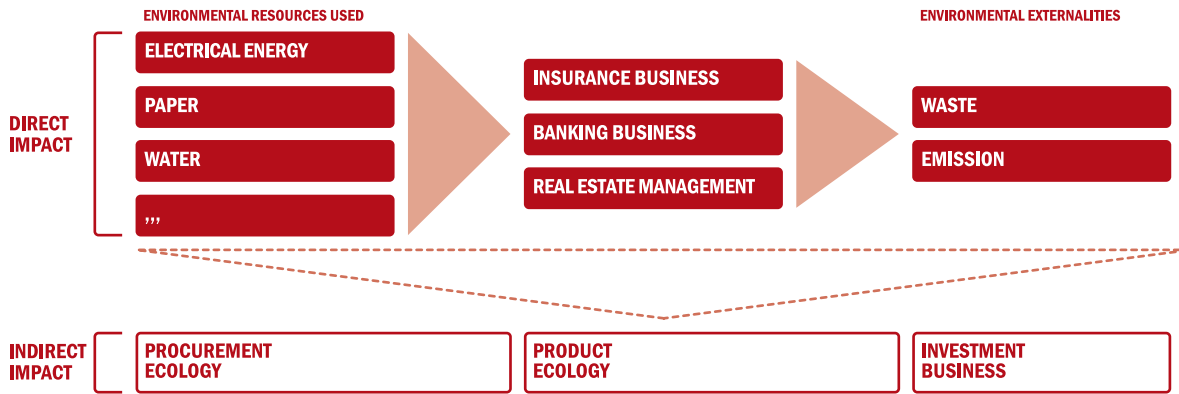 ENVIRONMENTAL RESOURCES USED
ENVIRONMENTAL EXTERNALITIES
DIRECT
IMPACT
ELECTRICAL ENERGY
PAPER
WATER
,,,
INSURANCE BUSINESS
BANKING BUSINESS
REAL ESTATE MANAGEMENT
WASTE
EMISSION
INDIRECT
IMPACT
PROCUREMENT
ECOLOGY
PRODUCT
ECOLOGY
INVESTMENT
BUSINESS